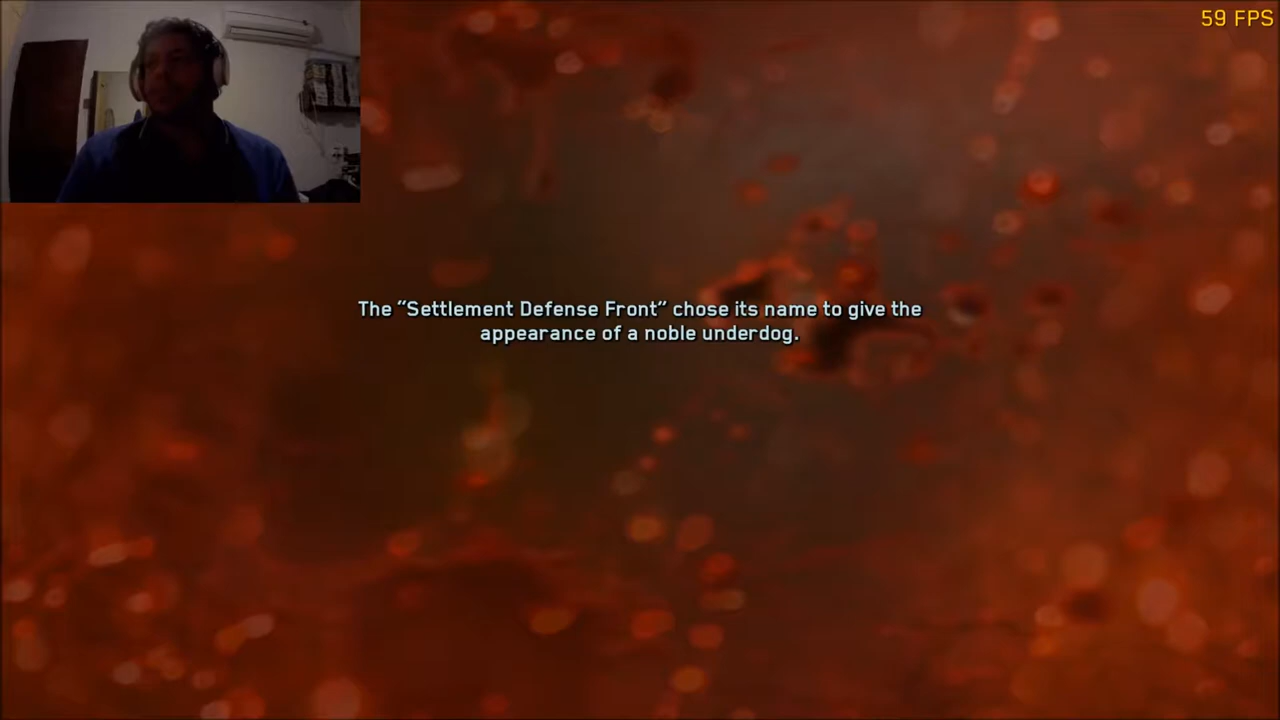 59 FPS
The “Settlement Defense Front” chose its name to give the
appearance of a noble underdog.